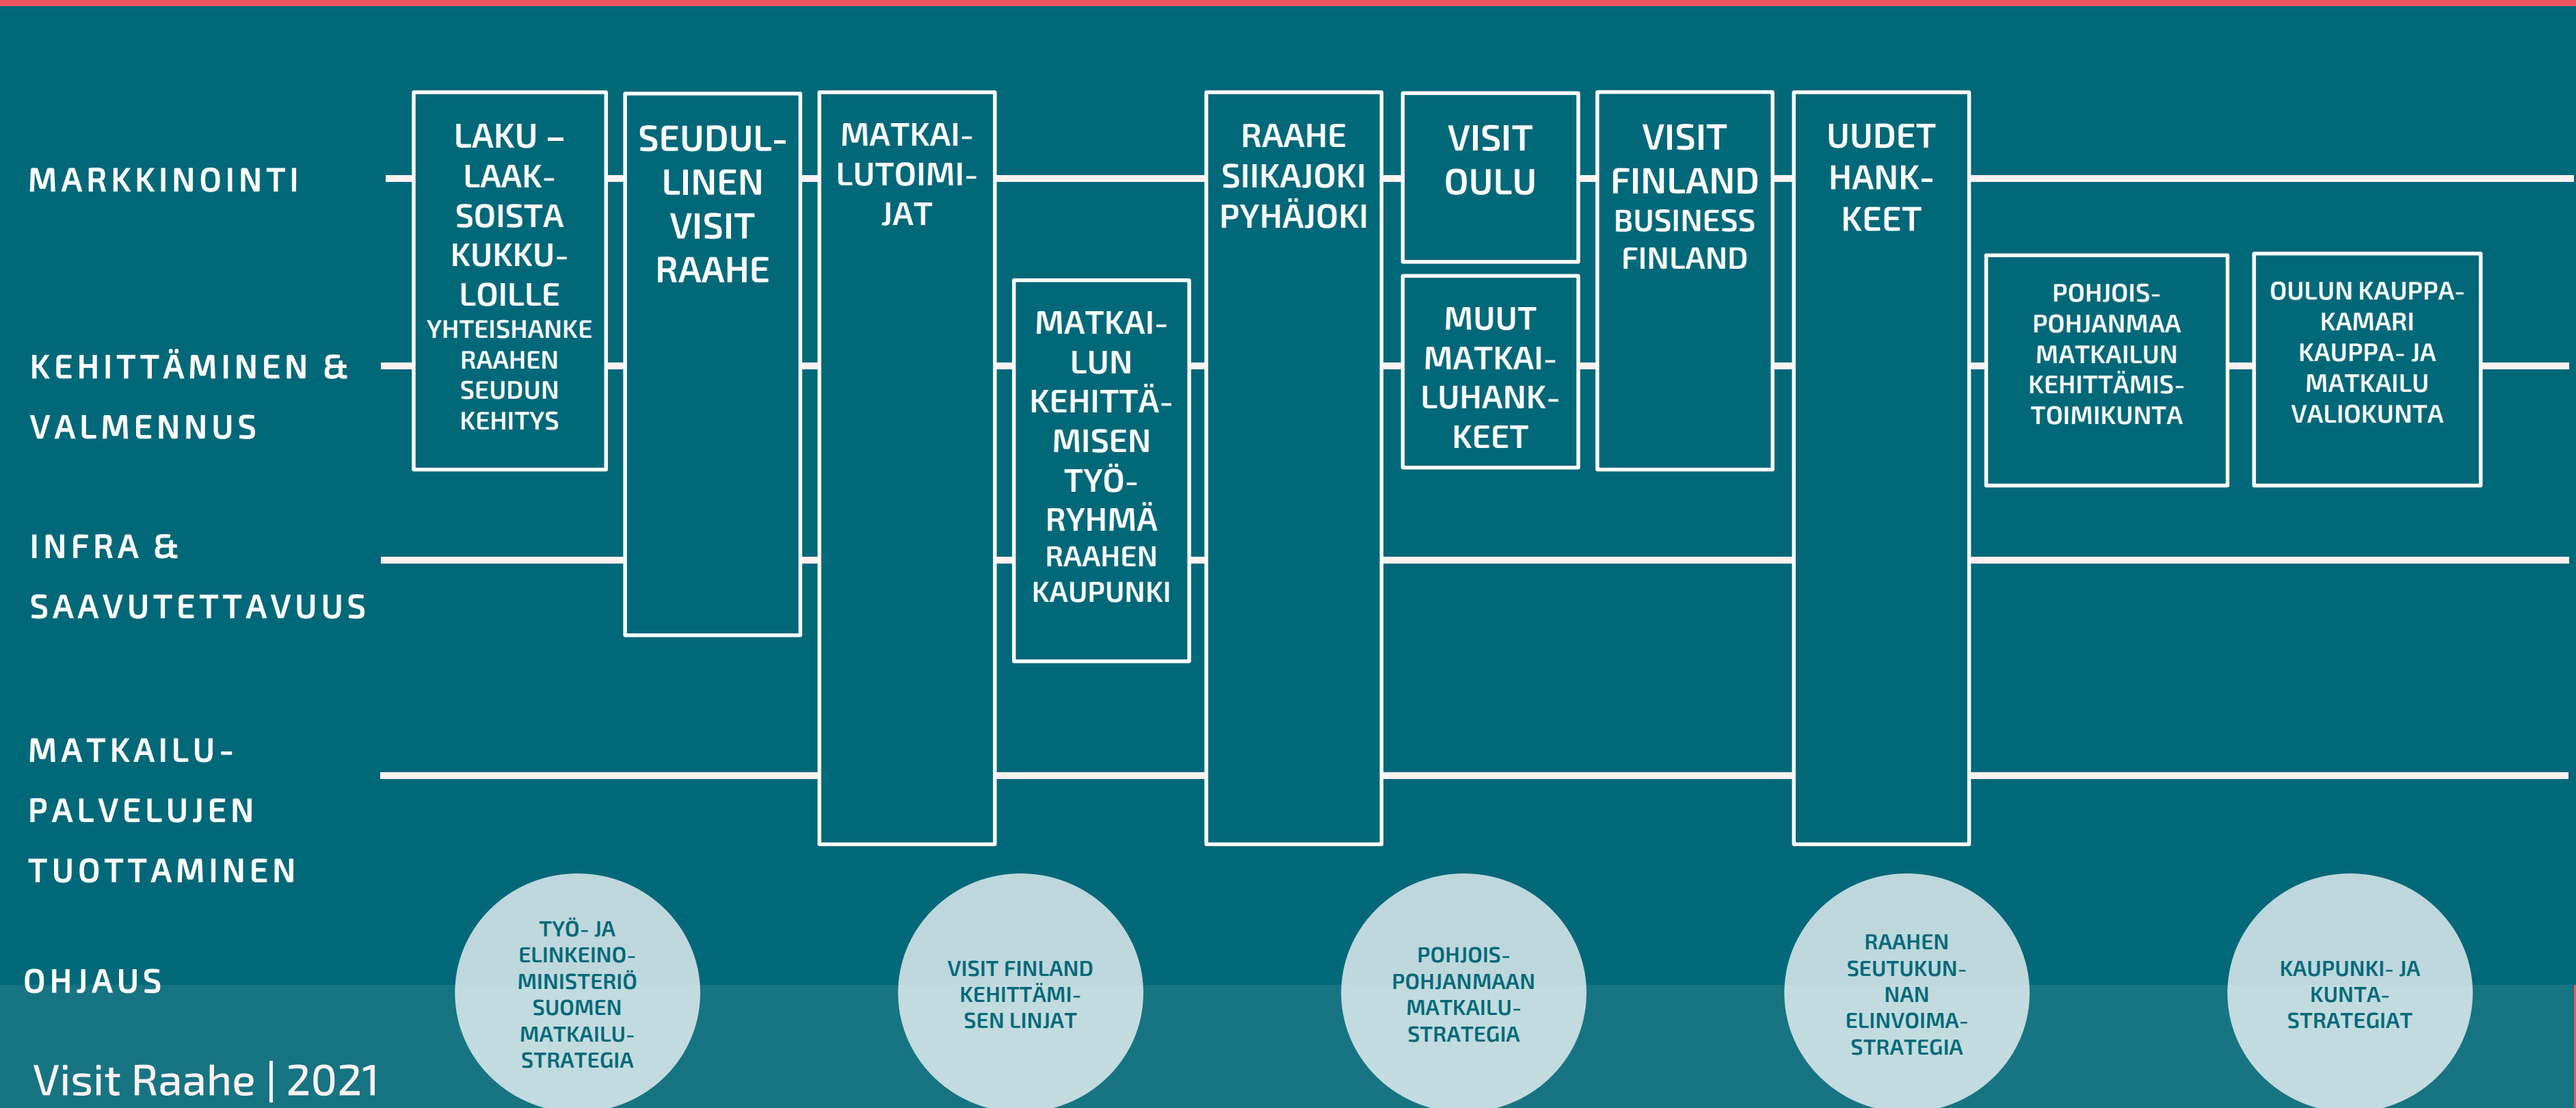 MARKKINOINTI
KEHITTÄMINEN &
VALMENNUS
INFRA &
SAAVUTETTAVUUS
MATKAILU-
PALVELUJEN
TUOTTAMINEN
OHJAUS
LAKU –
LAAK-
SOISTA
KUKKU-
LOILLE
YHTEISHANKE
RAAHEN
SEUDUN
KEHITYS
SEUDUL-
LINEN
VISIT
RAAHE
MATKAI-
LUTOIMI-
JAT
MATKAI-
LUN
KEHITTÄ-
MISEN
TYÖ-
RYHMÄ
RAAHEN
KAUPUNKI
RAAHE
SIIKAJOKI
PYHÄJOKI
VISIT
OULU
MUUT
MATKAI-
LUHANK-
KEET
VISIT
FINLAND
BUSINESS
FINLAND
UUDET
HANK-
KEET
POHJOIS-
POHJANMAA
MATKAILUN
KEHITTÄMIS-
TOIMIKUNTA
OULUN KAUPPA-
KAMARI
KAUPPA- JA
MATKAILU
VALIOKUNTA
TYÖ- JA
ELINKEINO-
MINISTERIÖ
SUOMEN
MATKAILU-
STRATEGIA
VISIT FINLAND
KEHITTÄMI-
SEN LINJAT
POHJOIS-
POHJANMAAN
MATKAILU-
STRATEGIA
RAAHEN
SEUTUKUN-
NAN
ELINVOIMA-
STRATEGIA
KAUPUNKI- JA
KUNTA-
STRATEGIAT
Visit Raahe | 2021